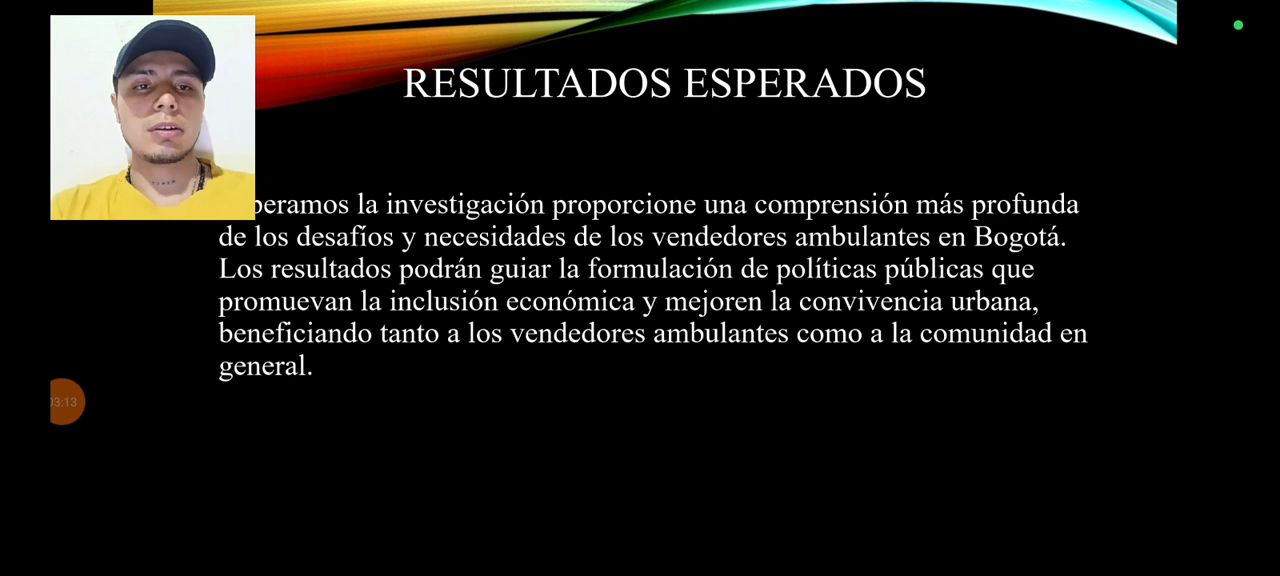 RESULTADOS ESPERADOS
la investigación proporcione una comprensión más profunda
de los desafíos y necesidades de los vendedores ambulantes en Bogotá.
Los resultados podrán guiar la formulación de políticas públicas que
promuevan la inclusión económica y mejoren la convivencia urbana,
beneficiando tanto a los vendedores ambulantes como a la comunidad en
general.
03:13